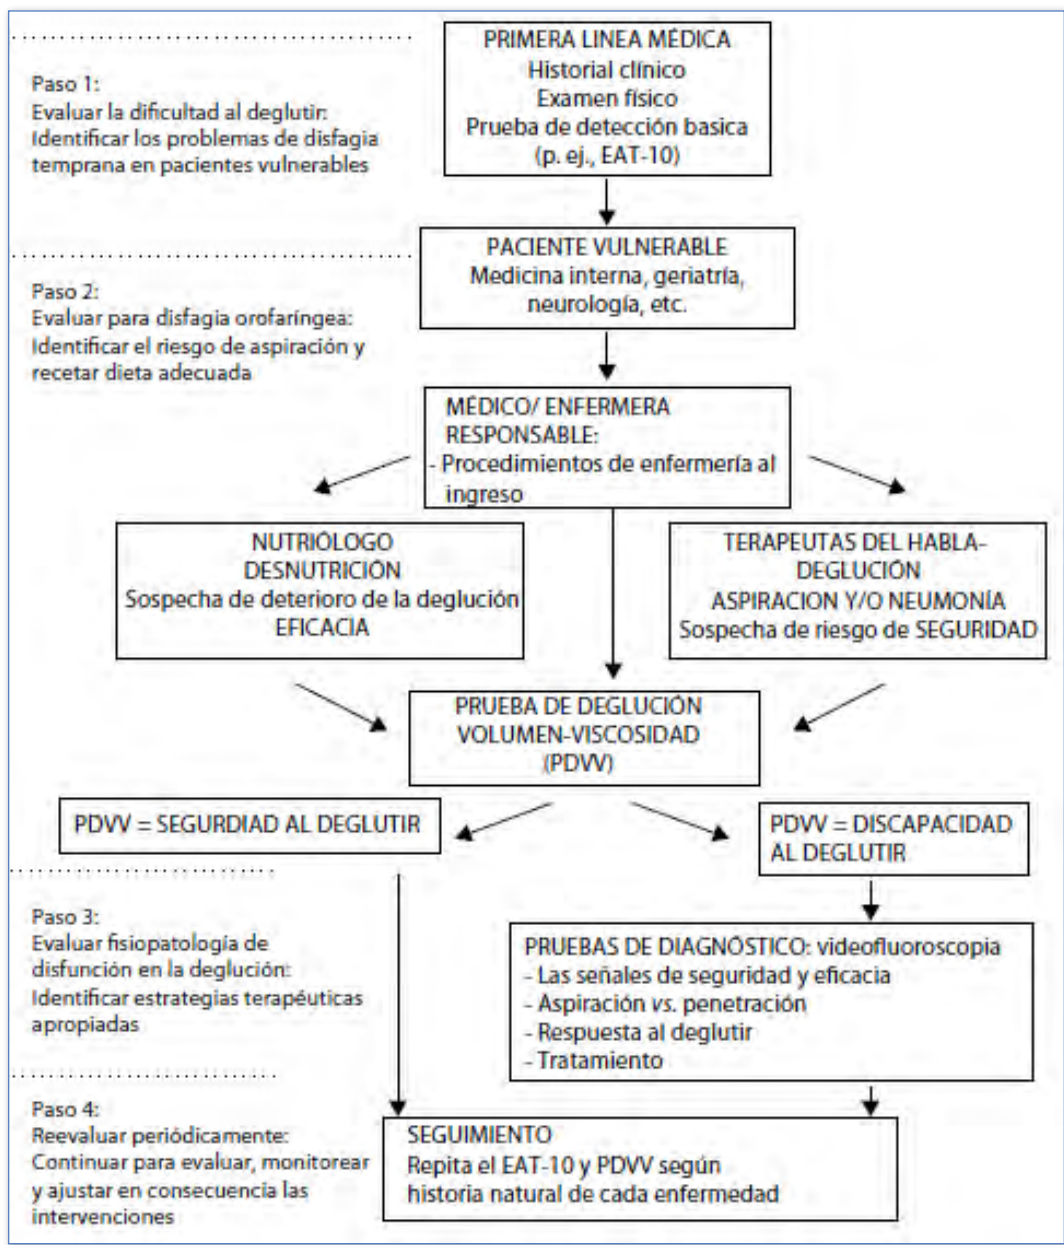 PRIMERA LINEA MÉDICA
Historial clínico
Examen físico
Prueba de detección basica
(p. ej., EAT-10)
Paso 1:
Evaluar la dificultad al deglutir:
Identificar los problemas de disfagia
temprana en pacientes vulnerables
PACIENTE VULNERABLE
Medicina interna, geriatría,
neurología, etc.
Paso 2:
Evaluar para disfagia orofaríngea:
Identificar el riesgo de aspiración y
recetar dieta adecuada
MÉDICO/ ENFERMERA
RESPONSABLE:
- Procedimientos de enfermería al
ingreso
NUTRIÓLOGO
DESNUTRICIÓN
Sospecha de deterioro de la deglución
EFICACÍA
TERAPEUTAS DEL HABLA-
DEGLUCIÓN
ASPIRACION Y/O NEUMONÍA
Sospecha de riesgo de SEGURIDAD
PRUEBA DE DEGLUCIÓN
VOLUMEN-VISCOSIDAD
(PDVV)
PDVV = SEGURDIAD AL DEGLUTIR
PDVV = DISCAPACIDAD
AL DEGLUTIR
Paso 3:
Evaluar fisiopatología de
disfunción en la deglución:
Identificar estrategias terapéuticas
apropiadas
PRUEBAS DE DIAGNÓSTICO: videofluoroscopia
- Las señales de seguridad y eficacia
- Aspiración vs. penetración
- Respuesta al deglutir
- Tratamiento
Paso 4:
Reevaluar periódicamente:
Continuar para evaluar, monitorear
y ajustar en consecuencia las
intervenciones
SEGUIMIENTO
Repita el EAT-10 y PDVV según
historia natural de cada enfermedad